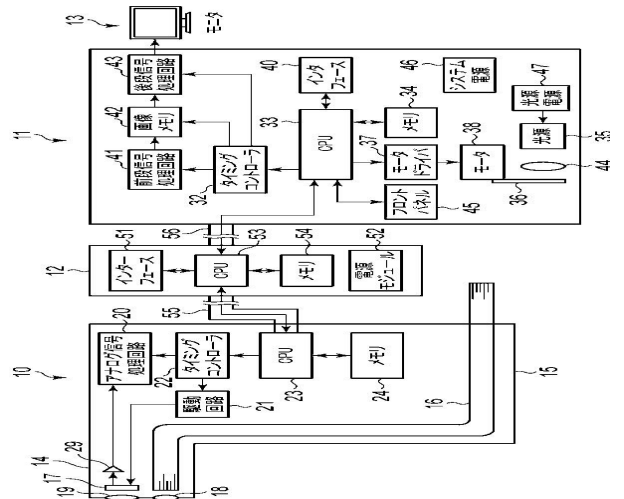 10
11
12
13
モニタ
14
29
17
19
18
アナログ信号
処理回路
20
タイミング
コントローラ
22
駆動
回路
21
CPU
23
メモリ
24
15
16
55
56
インター
フェース
51
CPU
53
メモリ
54
電源
モジュール
52
前段信号
処理回路
41
画像
メモリ
42
後段信号
処理回路
43
タイミング
コントローラ
32
CPU
33
インタ
フェース
40
メモリ
34
モータ
ドライバ
37
モータ
38
フロント
パネル
45
システム
電源
46
光源
電源
47
光源
35
36
44